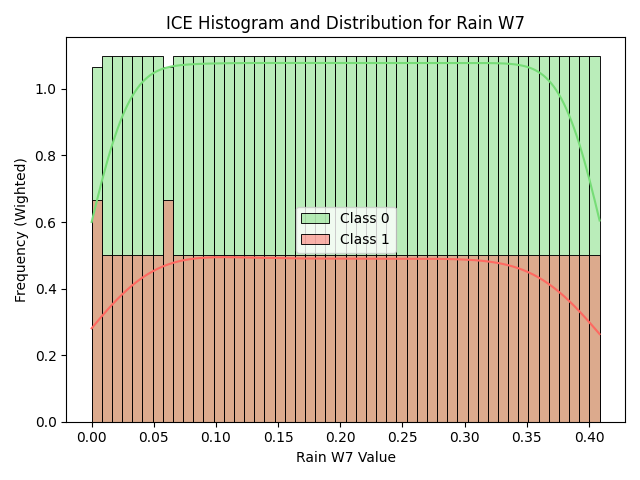 ICE Histogram and Distribution for Rain W7
Frequency (Wighted)
1.0
0.8
0.6
0.4
0.2
0.0
Class 0
Class 1
0.00 0.05 0.10 0.15 0.20 0.25 0.30 0.35 0.40
Rain W7 Value